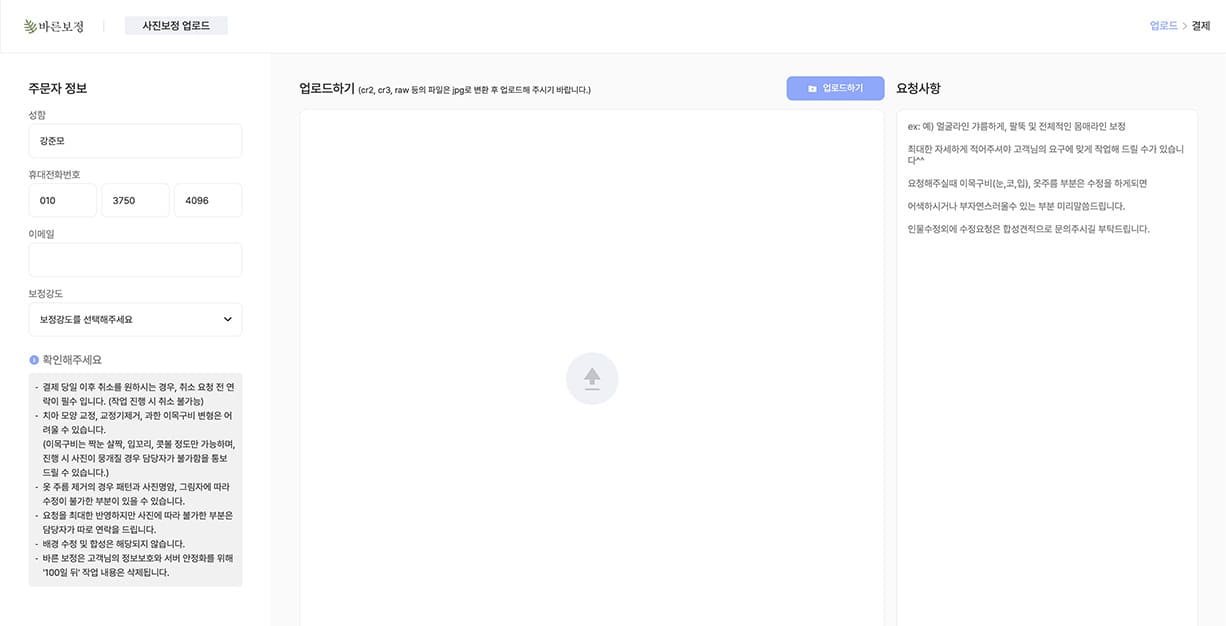 바른보정
사진보정 업로드
업로드 > 결제
주문자 정보
성함
강준모
휴대전화번호
010
3750
4096
이메일
보정강도
보정강도를 선택해주세요
확인해주세요
- 결제 당일 이후 취소를 원하시는 경우, 취소 요청 전 연
락이 필수 입니다. (작업 진행 시 취소 불가능)
- 치아 모양 교정, 교정기제거, 과한 이목구비 변형은 어
려울 수 있습니다.
(이목구비는 짝눈 살짝, 입꼬리, 콧볼 정도만 가능하며,
진행 시 사진이 뭉개질 경우 담당자가 불가함을 통보
드릴 수 있습니다.)
- 옷 주름 제거의 경우 패턴과 사진명암, 그림자에 따라
수정이 불가한 부분이 있을 수 있습니다.
- 요청을 최대한 반영하지만 사진에 따라 불가한 부분은
담당자가 따로 연락을 드립니다.
- 배경 수정 및 합성은 해당되지 않습니다.
- 바른 보정은 고객님의 정보보호와 서버 안정화를 위해
'100일 뒤' 작업 내용은 삭제됩니다.
업로드하기 (cr2, cr3, raw 등의 파일은 jpg로 변환 후 업로드해 주시기 바랍니다.)
업로드하기
요청사항
ex: 예) 얼굴라인 갸름하게, 팔뚝 및 전체적인 몸매라인 보정
최대한 자세하게 적어주셔야 고객님의 요구에 맞게 작업해 드릴 수가 있습니
다^^
요청해주실때 이목구비(눈,코,입), 옷주름 부분은 수정을 하게되면
어색하시거나 부자연스러울수 있는 부분 미리말씀드립니다.
인물수정외에 수정요청은 합성견적으로 문의주시길 부탁드립니다.